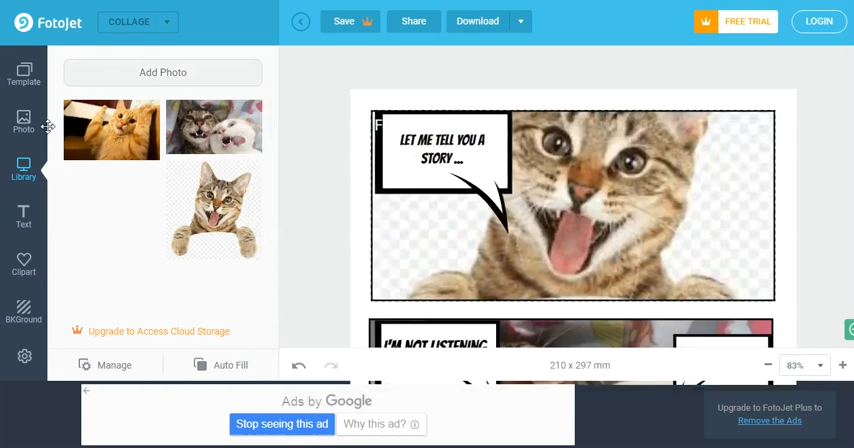 FotoJet
COLLAGE
Save
Share
Download
FREE TRIAL
LOGIN
Template
Photo
Library
Text
Clipart
BKGround
Add Photo
Upgrade to Access Cloud Storage
Manage
Auto Fill
F
LET ME TELL YOU A
STORY ...
I'M NOT LISTENING
210 x 297 mm
83%
Ads by Google
Stop seeing this ad
Why this ad?
Upgrade to FotoJet Plus to
Remove the Ads